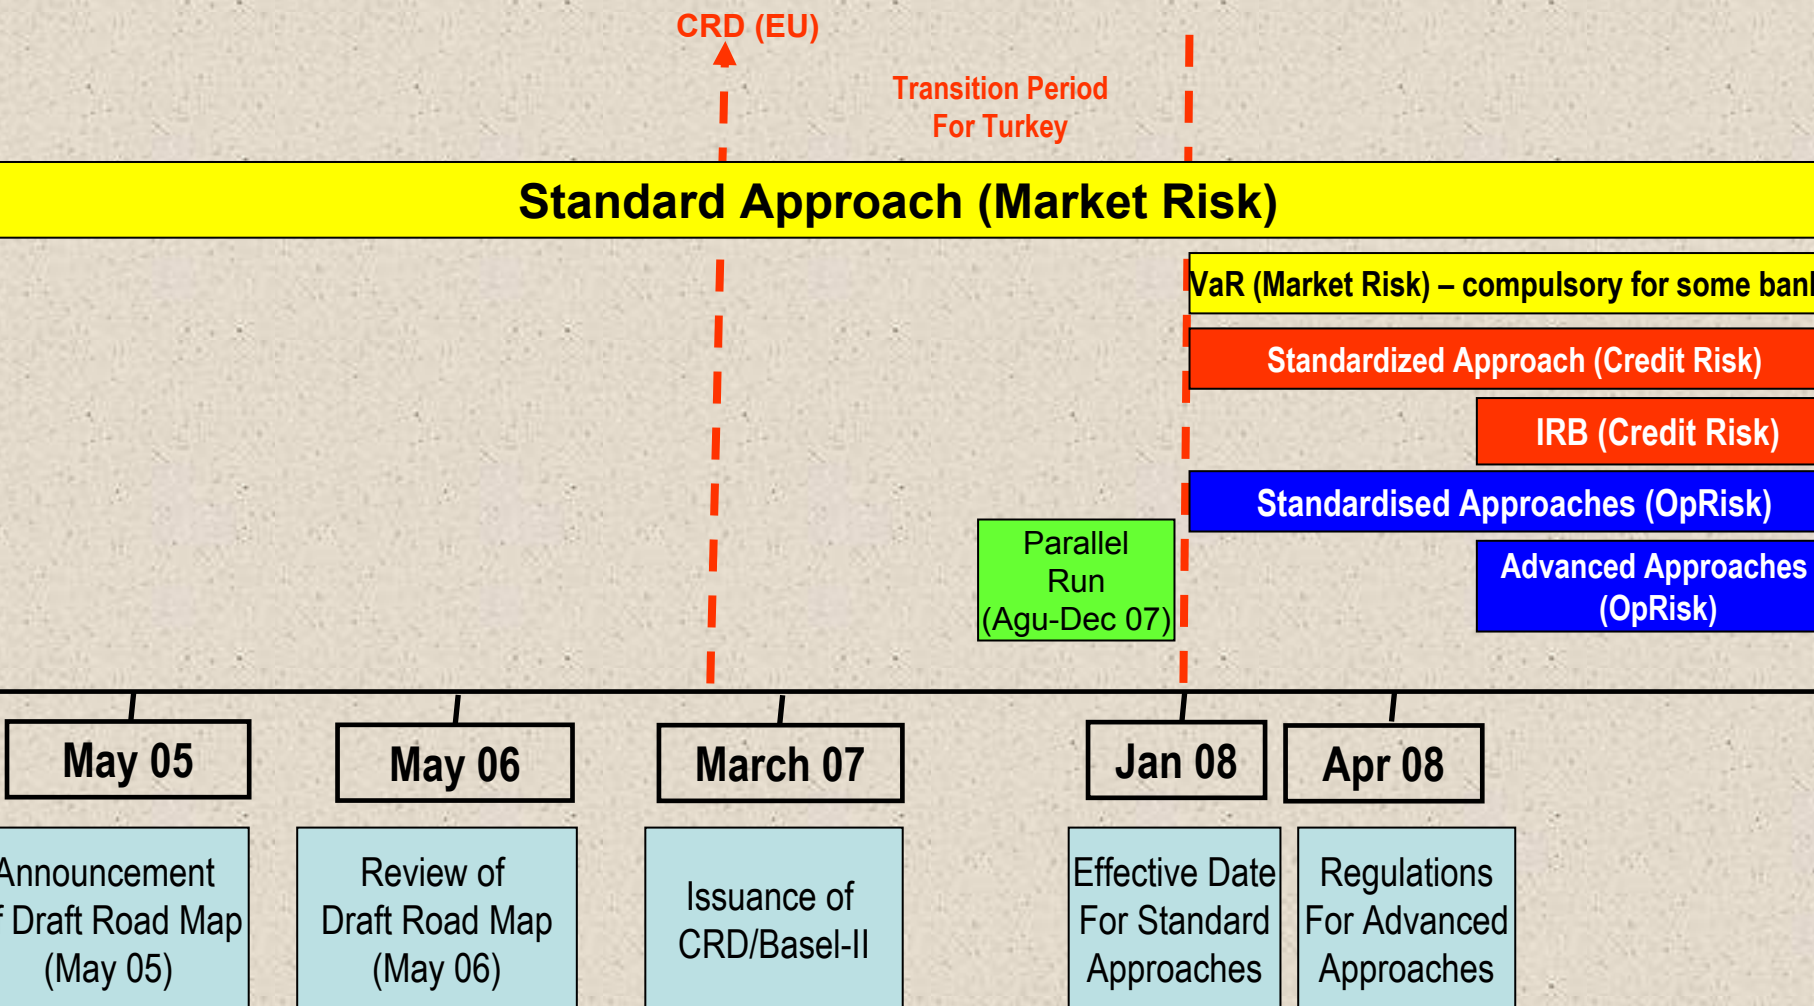 CRD (EU)
Transition Period
For Turkey
Standard Approach (Market Risk)
VaR (Market Risk) – compulsory for some
Standardized Approach (Credit Risk)
IRB (Credit Risk)
Standardised Approaches (OpRisk)
Parallel
Run
(Agu-Dec 07)
Advanced Approaches
(OpRisk)
May 05
May 06
March 07
Jan 08
Apr 08
Announcement
Draft Road Map
(May 05)
Review of
Draft Road Map
(May 06)
Issuance of
CRD/Basel-II
Effective Date
For Standard
Approaches
Regulations
For Advanced
Approaches